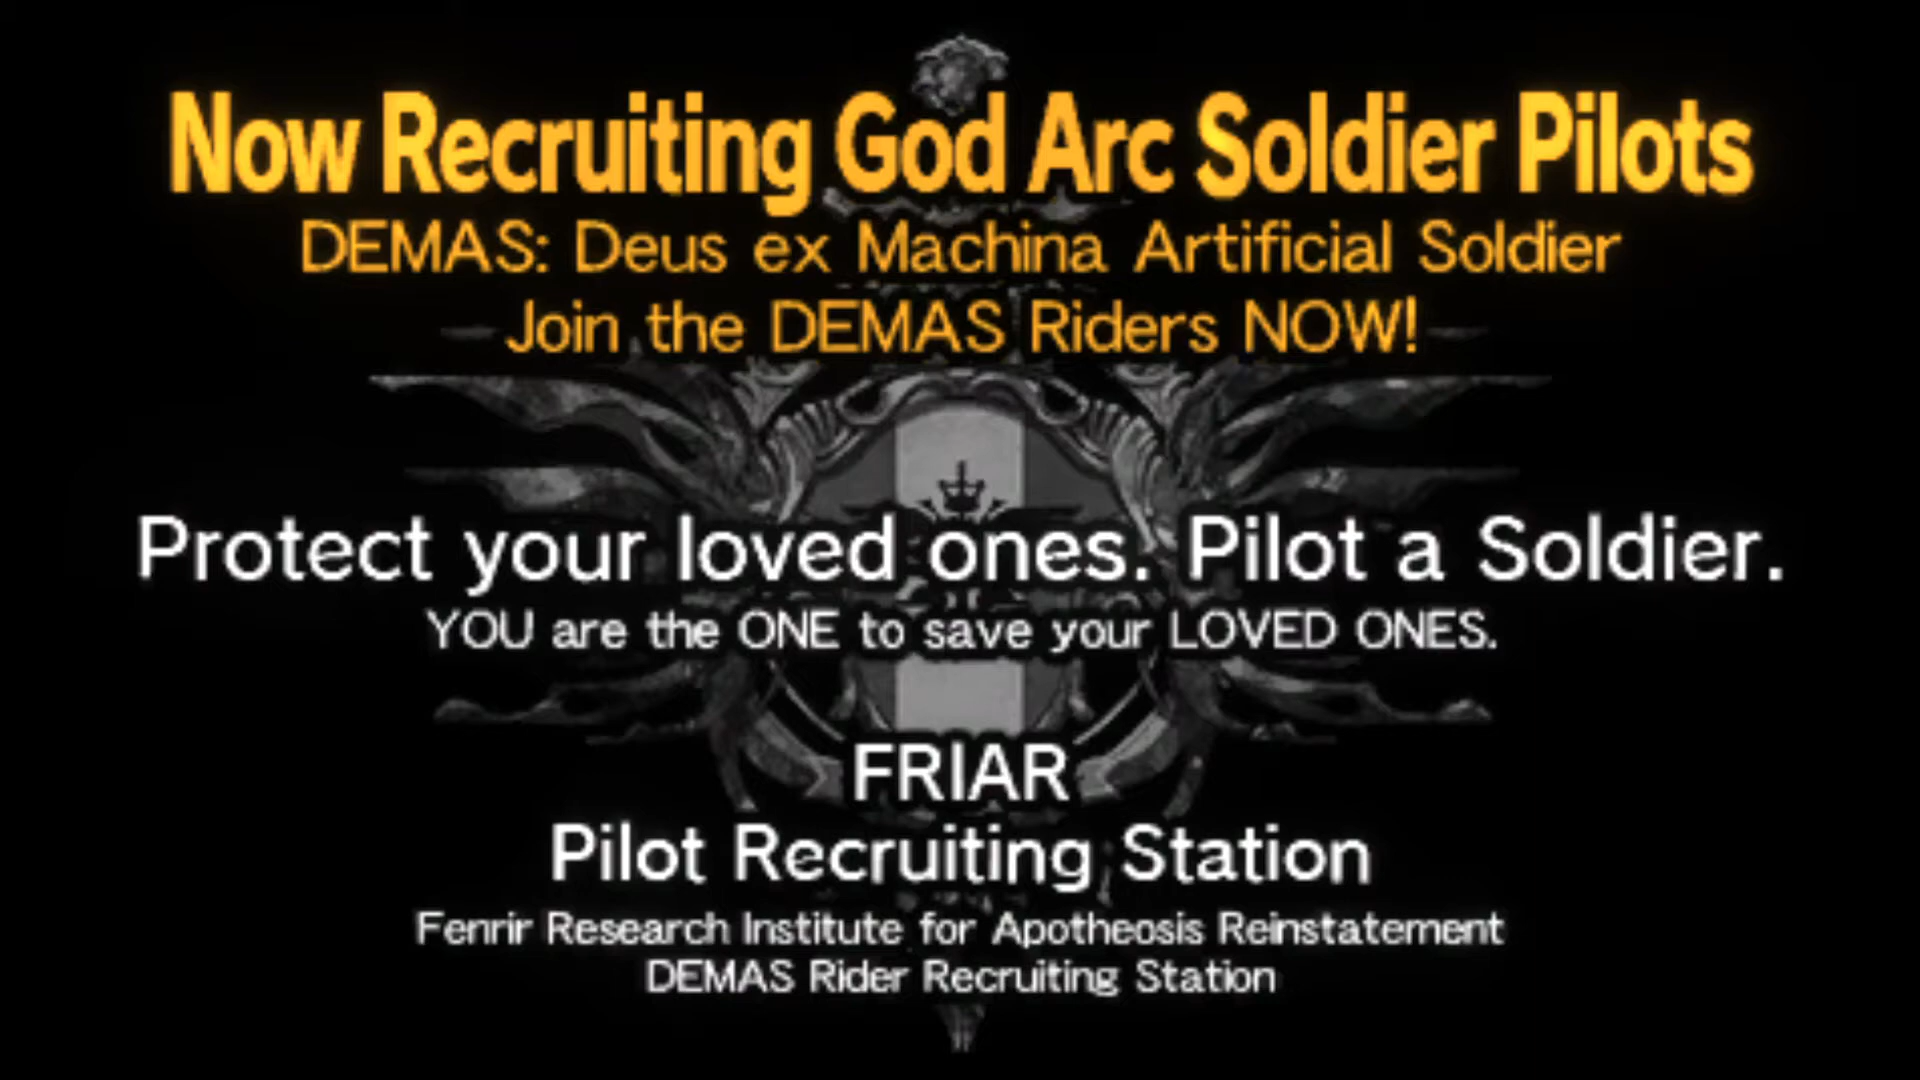 Now Recruiting God Arc Soldier Pilots
DEMAS: Deus ex Machina Artificial Soldier
Join the DEMAS Riders NOW!
Protect your loved ones. Pilot a Soldier.
YOU are the ONE to save your LOVED ONES.
FRIAR
Pilot Recruiting Station
Fenrir Research Institute for Apotheosis Reinstatement
DEMAS Rider Recruiting Station